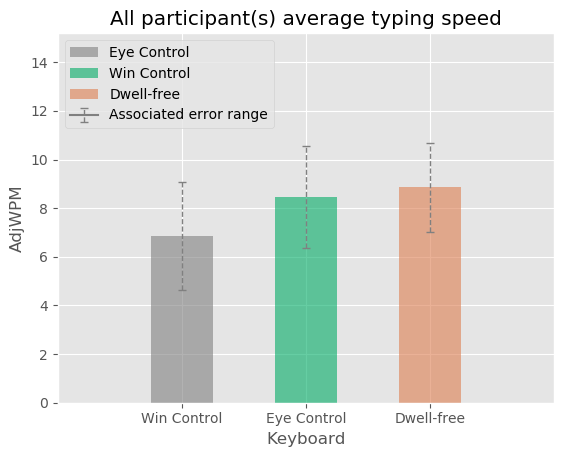 All participant(s) average typing speed
Eye Control
Win Control
Dwell-free
Associated error range
AdjWPM
14
12
10
8
6
4
2
0
Win Control
Eye Control
Dwell-free
Keyboard